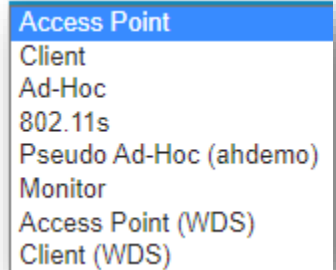 Access Point
Client
Ad-Hoc
802.11s
Pseudo Ad-Hoc (ahdemo)
Monitor
Access Point (WDS)
Client (WDS)